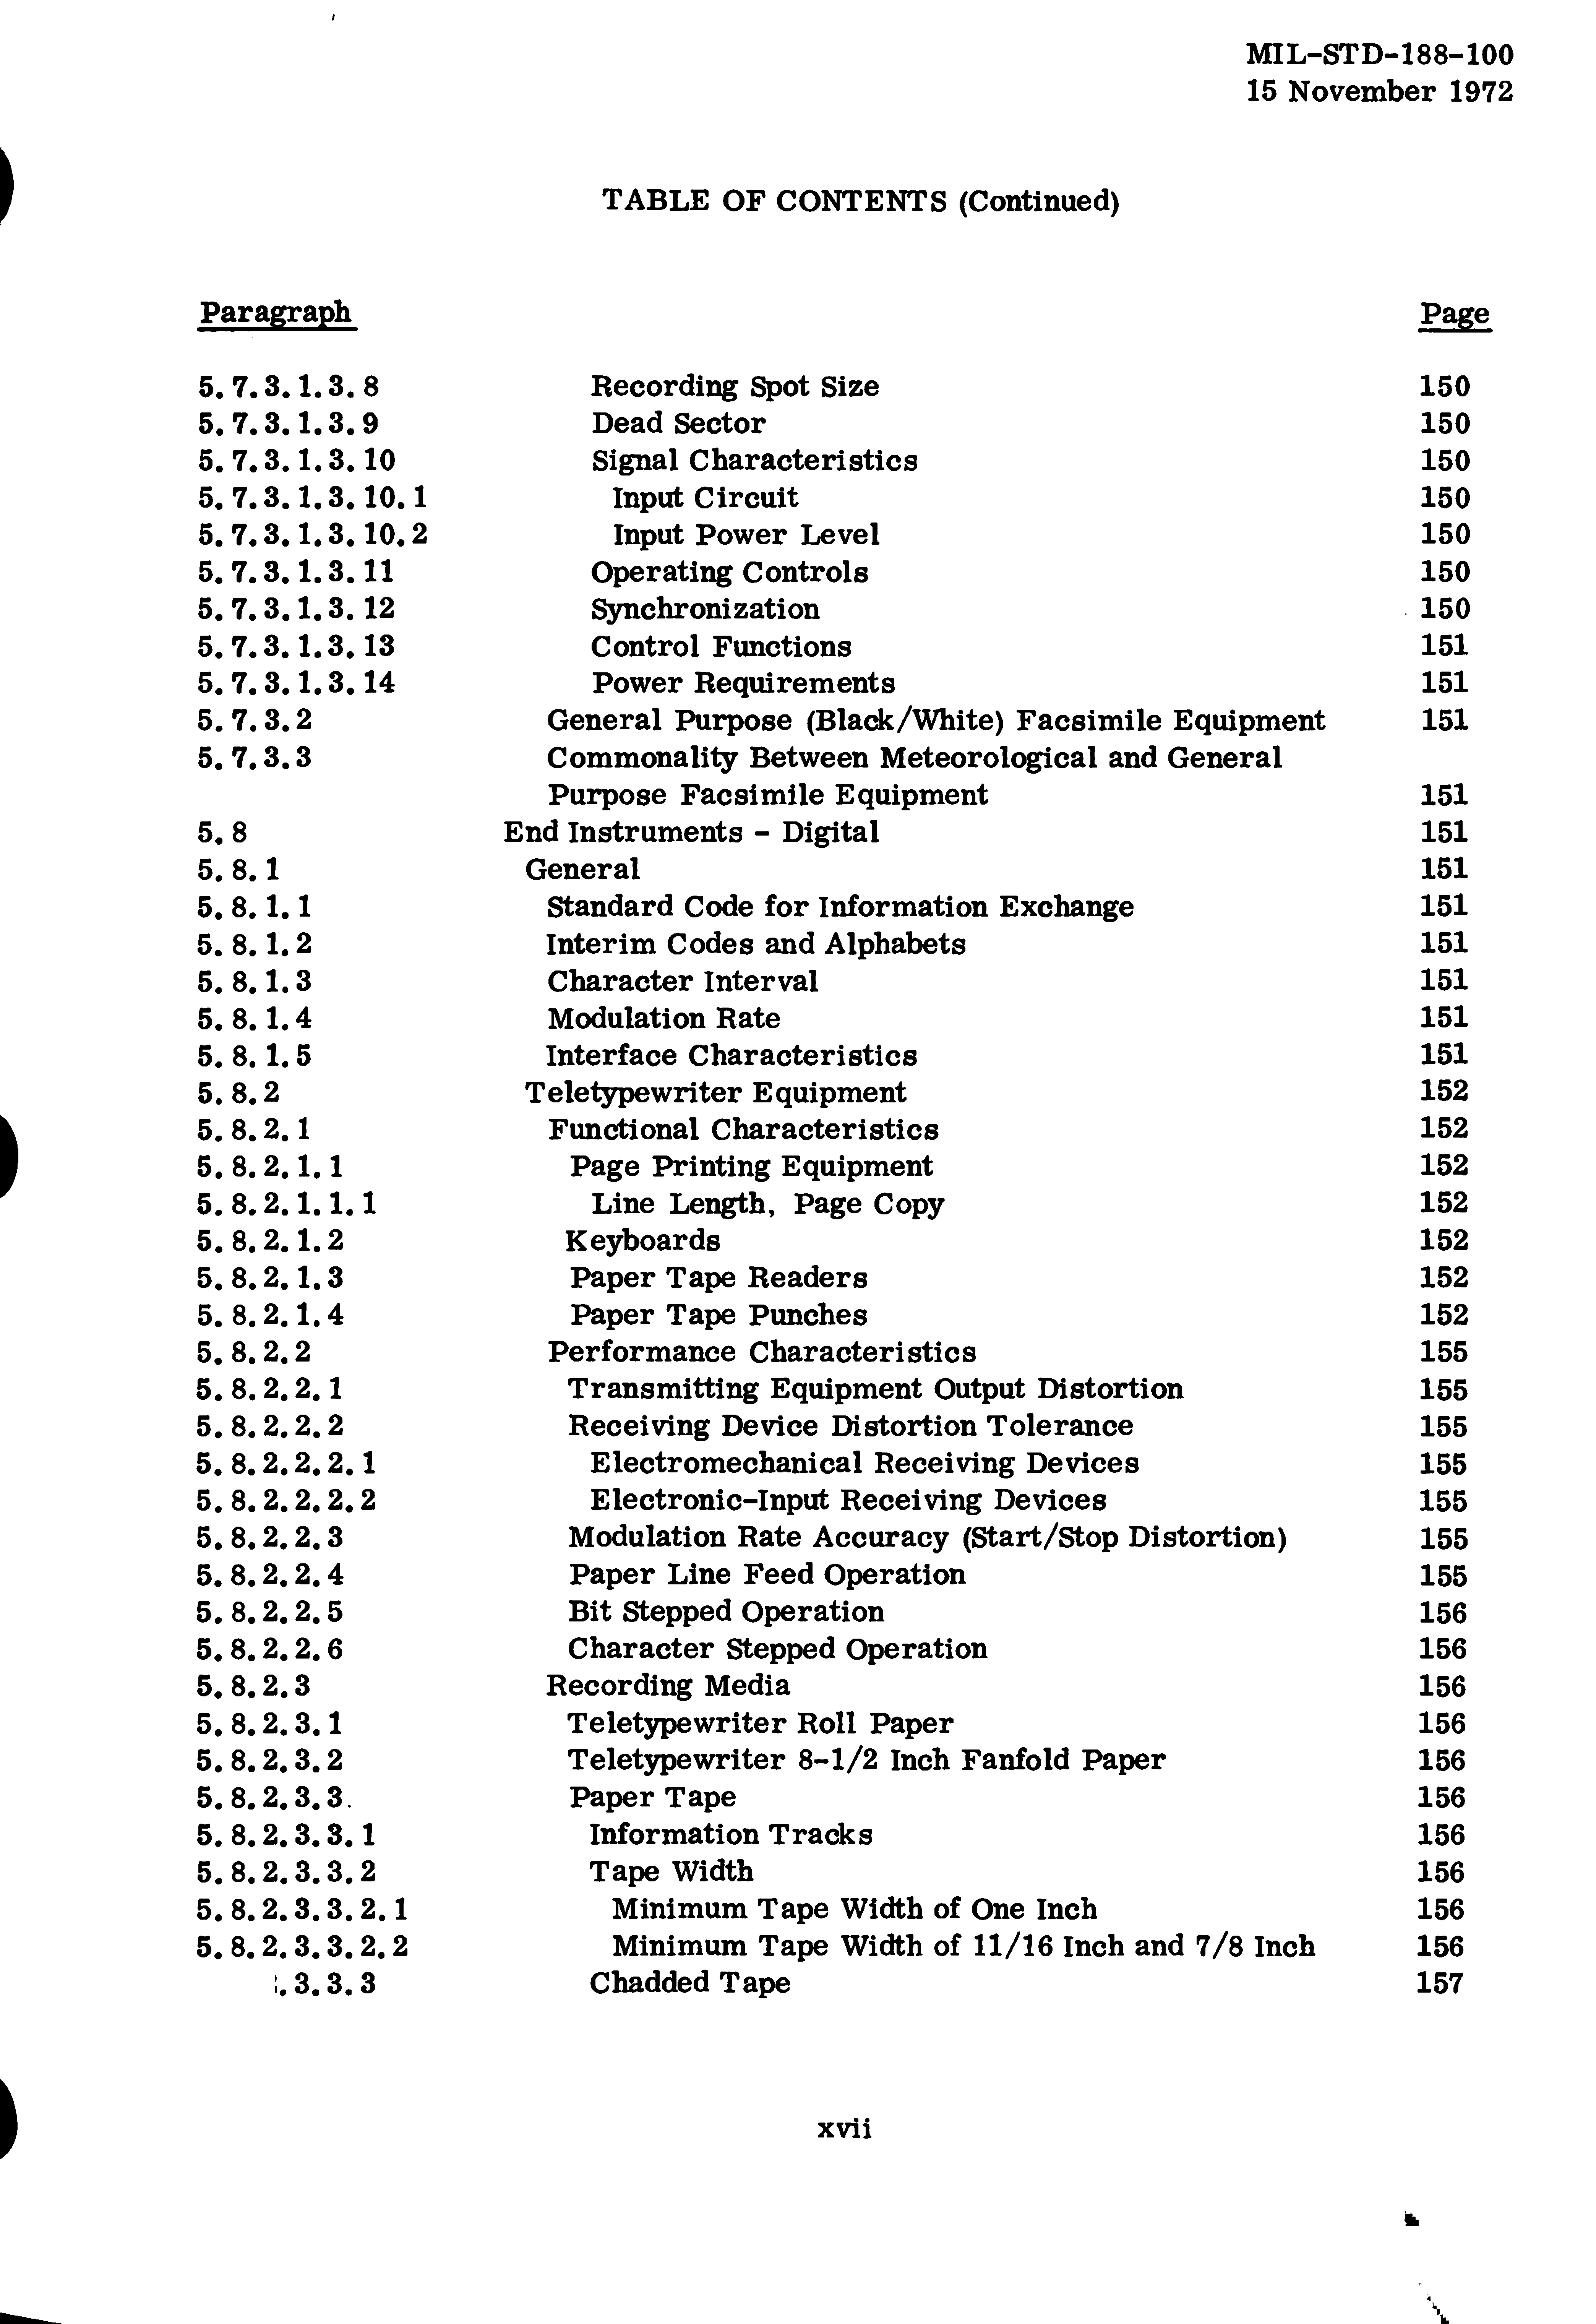 MIL-STD-188-100
15 November 1972
TABLE OF CONTENTS (Continued)
Paragraph Page
5.7.3.1.3.8 Recording Spot Size 150
5.7.3.1.3.9 Dead Sector 150
5.7.3.1.3.10 Signal Characteristics 150
5.7.3.1.3.10.1 Input Circuit 150
5.7.3.1.3.10.2 Input Power Level 150
5.7.3.1.3.11 Operating Controls 150
5.7.3.1.3.12 Synchronization 150
5.7.3.1.3.13 Control Functions 151
5.7.3.1.3.14 Power Requirements 151
5.7.3.2 General Purpose (Black/White) Facsimile Equipment 151
5.7.3.3 Commonality Between Meteorological and General
Purpose Facsimile Equipment 151
5.8 End Instruments - Digital 151
5.8.1 General 151
5.8.1.1 Standard Code for Information Exchange 151
5.8.1.2 Interim Codes and Alphabets 151
5.8.1.3 Character Interval 151
5.8.1.4 Modulation Rate 151
5.8.1.5 Interface Characteristics 151
5.8.2 Teletypewriter Equipment 152
5.8.2.1 Functional Characteristics 152
5.8.2.1.1 Page Printing Equipment 152
5.8.2.1.1.1 Line Length, Page Copy 152
5.8.2.1.2 Keyboards 152
5.8.2.1.3 Paper Tape Readers 152
5.8.2.1.4 Paper Tape Punches 152
5.8.2.2 Performance Characteristics 155
5.8.2.2.1 Transmitting Equipment Output Distortion 155
5.8.2.2.2 Receiving Device Distortion Tolerance 155
5.8.2.2.2.1 Electromechanical Receiving Devices 155
5.8.2.2.2.2 Electronic-Input Receiving Devices 155
5.8.2.2.3 Modulation Rate Accuracy (Start/Stop Distortion) 155
5.8.2.2.4 Paper Line Feed Operation 155
5.8.2.2.5 Bit Stepped Operation 156
5.8.2.2.6 Character Stepped Operation 156
5.8.2.3 Recording Media 156
5.8.2.3.1 Teletypewriter Roll Paper 156
5.8.2.3.2 Teletypewriter 8-1/2 Inch Fanfold Paper 156
5.8.2.3.3. Paper Tape 156
5.8.2.3.3.1 Information Tracks 156
5.8.2.3.3.2 Tape Width 156
5.8.2.3.3.2.1 Minimum Tape Width of One Inch 156
5.8.2.3.3.2.2 Minimum Tape Width of 11/16 Inch and 7/8 Inch 156
.3.3.3 Chadded Tape 157
xvii